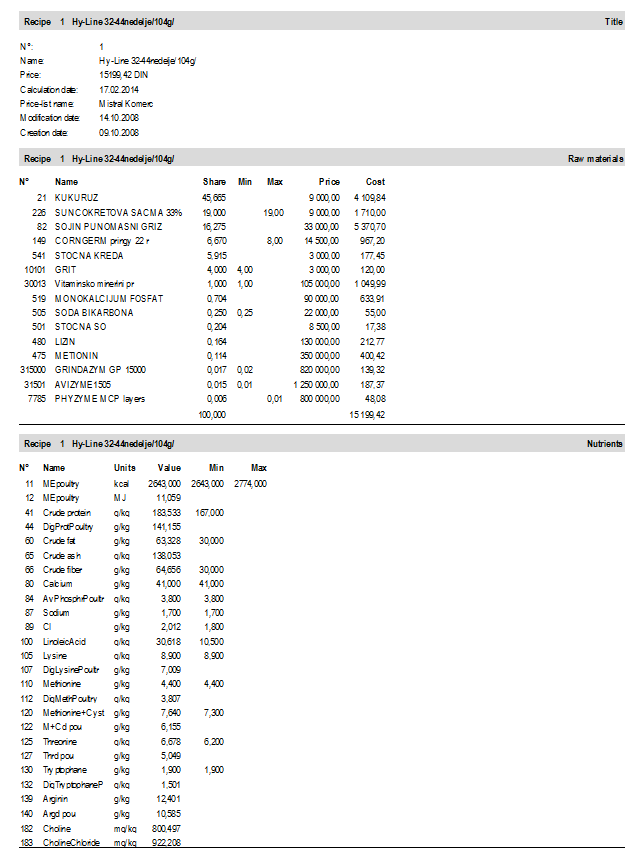 Recipe 1 Hy-Line 32-44nedelje/104g/ Title
N°: 1
Name: Hy-Line 32-44nedelje/104g/
Price: 15199,42 DIN
Calculation date: 17.02.2014
Price-list name: Mistral Komerc
Modification date: 14.10.2008
Creation date: 09.10.2008
Recipe 1 Hy-Line 32-44nedelje/104g/ Raw materials
N° Name Share Min Max Price Cost
21 KUKURUZ 45,665 9 000,00 4 109,84
226 SUNCOKRETOVA SACMA 33% 19,000 19,00 9 000,00 1 710,00
82 SOJIN PUNOMASNI GRIZ 16,275 33 000,00 5 370,70
149 CORNGERM pringy 22 r 6,670 8,00 14 500,00 967,20
541 STOCNA KREDA 5,915 3 000,00 177,45
10101 GRIT 4,000 4,00 3 000,00 120,00
30013 Vitaminsko minerlni pr 1,000 1,00 105 000,00 1 049,99
519 MONOKALCIJUM FOSFAT 0,704 90 000,00 633,91
505 SODA BIKARBONA 0,250 0,25 22 000,00 55,00
501 STOCNA SO 0,204 8 500,00 17,38
480 LIZIN 0,164 130 000,00 212,77
475 METIONIN 0,114 350 000,00 400,42
315000 GRINDAZYM GP 15000 0,017 0,02 820 000,00 139,32
31501 AVIZYME1505 0,015 0,01 1 250 000,00 187,37
7785 PHYZYME MCP layers 0,006 0,01 800 000,00 48,08
100,000 15 199,42
Recipe 1 Hy-Line 32-44nedelje/104g/ Nutrients
N° Name Units Value Min Max
11 MEpoultry kcal 2643,000 2643,000 2774,000
12 MEpoultry MJ 11,059
41 Crude protein g/kg 183,533 167,000
44 DigProtPoultry g/kg 141,155
60 Crude fat g/kg 63,328 30,000
65 Crude ash g/kg 138,053
66 Crude fiber g/kg 64,656 30,000
80 Calcium g/kg 41,000 41,000
84 AvPhosphrPoultr g/kg 3,800 3,800
87 Sodium g/kg 1,700 1,700
89 Cl g/kg 2,012 1,800
100 LinoleicAcid g/kg 30,618 10,500
105 Lysine g/kg 8,900 8,900
107 DigLysinePoultr g/kg 7,009
110 Methionine g/kg 4,400 4,400
112 DigMethPoultry g/kg 3,807
120 Methionine+Cyst g/kg 7,640 7,300
122 M+C d pou g/kg 6,155
125 Threonine g/kg 6,678 6,200
127 Thrd pou g/kg 5,049
130 Tryptophane g/kg 1,900 1,900
132 DigTryptophaneP g/kg 1,501
139 Arginin g/kg 12,401
140 Argd pou g/kg 10,585
182 Choline mg/kg 800,497
183 CholineChloride mg/kg 922,208